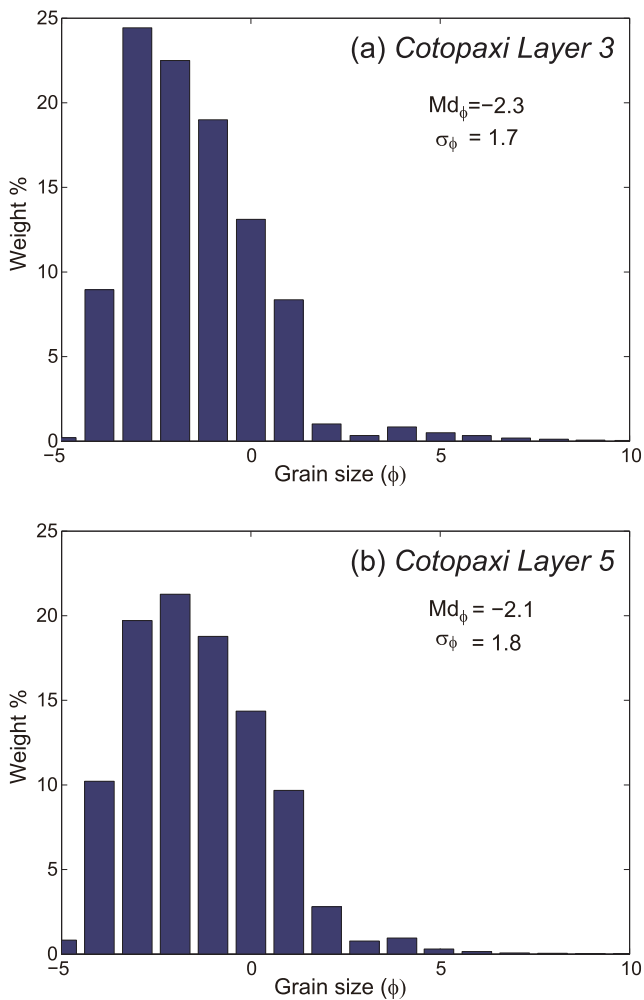 25
20
15
10
5
0
Weight %
(a) Cotopaxi Layer 3
Mdϕ=−2.3
σϕ = 1.7
−5 0 5 10
Grain size (ϕ)
25
20
15
10
5
0
Weight %
(b) Cotopaxi Layer 5
Mdϕ = −2.1
σϕ = 1.8
−5 0 5 10
Grain size (ϕ)